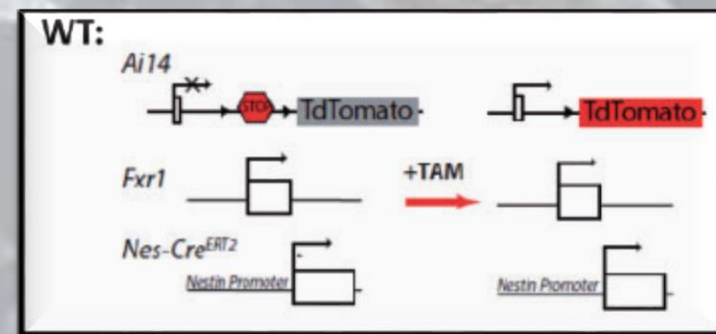 WT:
Ai14
STOP TdTomato TdTomato
Fxr1 +TAM
Nes-CreERT2
Nestin Promoter Nestin Promoter